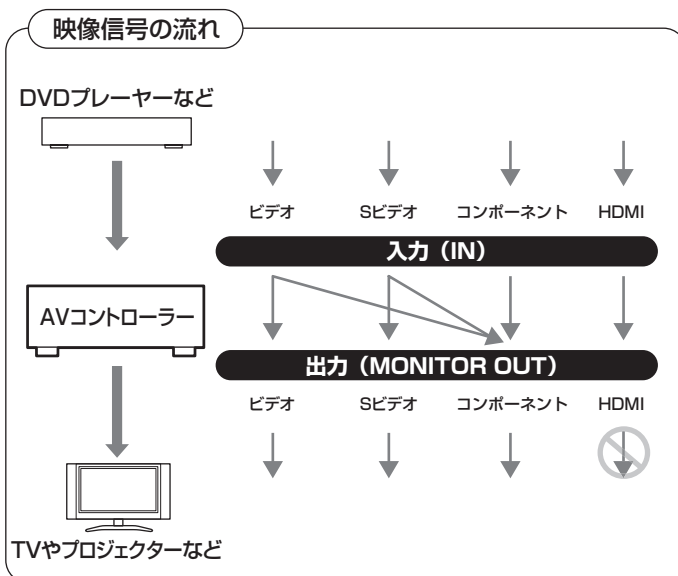 映像信号の流れ
DVDプレーヤーなど
ビデオ Sビデオ コンポーネント HDMI
入力（IN）
AVコントローラー
出力（MONITOR OUT）
ビデオ Sビデオ コンポーネント HDMI
TVやプロジェクターなど